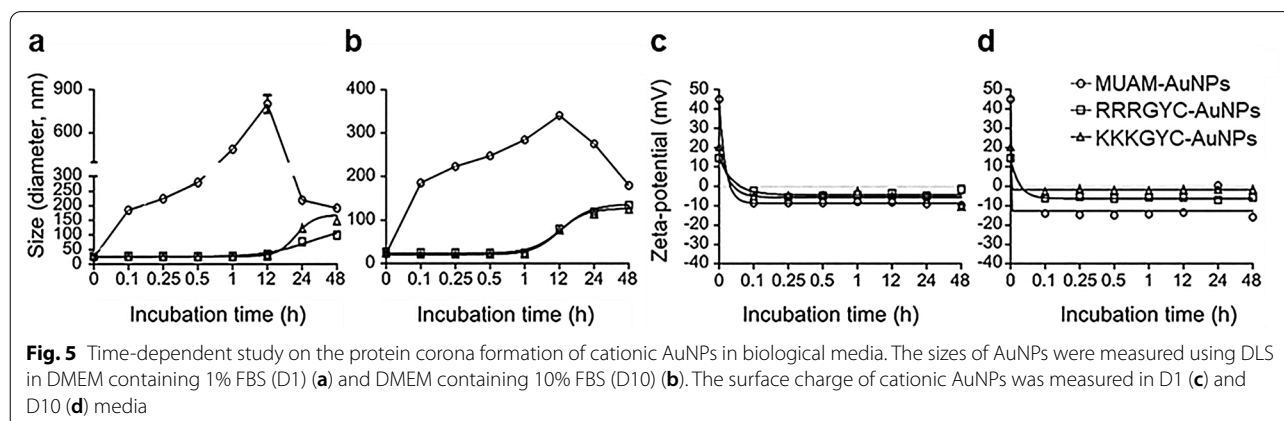 a
b
c
d
Size (diameter, nm)
900
800
600
300
250
200
150
100
50
0
0 0.1 0.25 0.5 1 12 24 48
Incubation time (h)
400
300
200
100
0
0 0.1 0.25 0.5 1 12 24 48
Incubation time (h)
Zeta-potential (mV)
50
40
30
20
10
0
-10
-20
-30
-40
0 0.1 0.25 0.5 1 12 24 48
Incubation time (h)
50
40
30
20
10
0
-10
-20
-30
-40
0 0.1 0.25 0.5 1 12 24 48
Incubation time (h)
MUAM-AuNPs
RRRGYC-AuNPs
KKKGYC-AuNPs
Fig. 5 Time-dependent study on the protein corona formation of cationic AuNPs in biological media. The sizes of AuNPs were measured using DLS
in DMEM containing 1% FBS (D1) (a) and DMEM containing 10% FBS (D10) (b). The surface charge of cationic AuNPs was measured in D1 (c) and
D10 (d) media